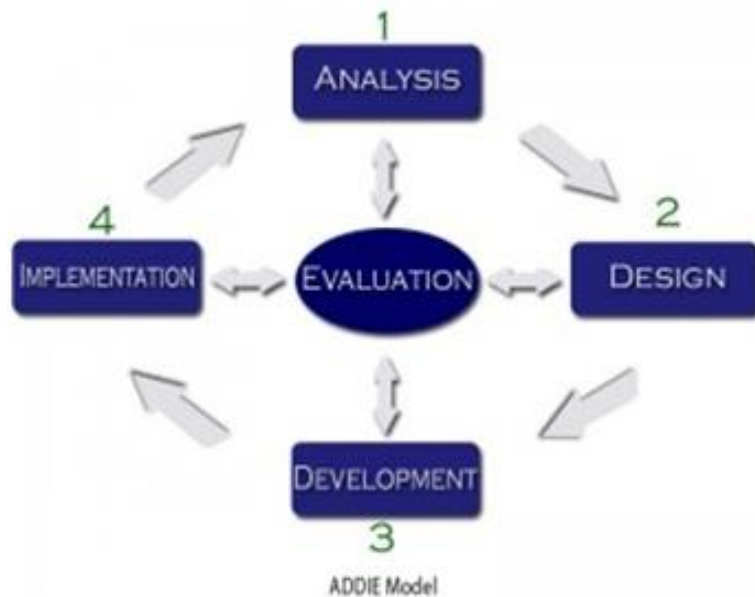 1
ANALYSIS
2
DESIGN
4
IMPLEMENTATION
EVALUATION
DEVELOPMENT
3
ADDIE Model